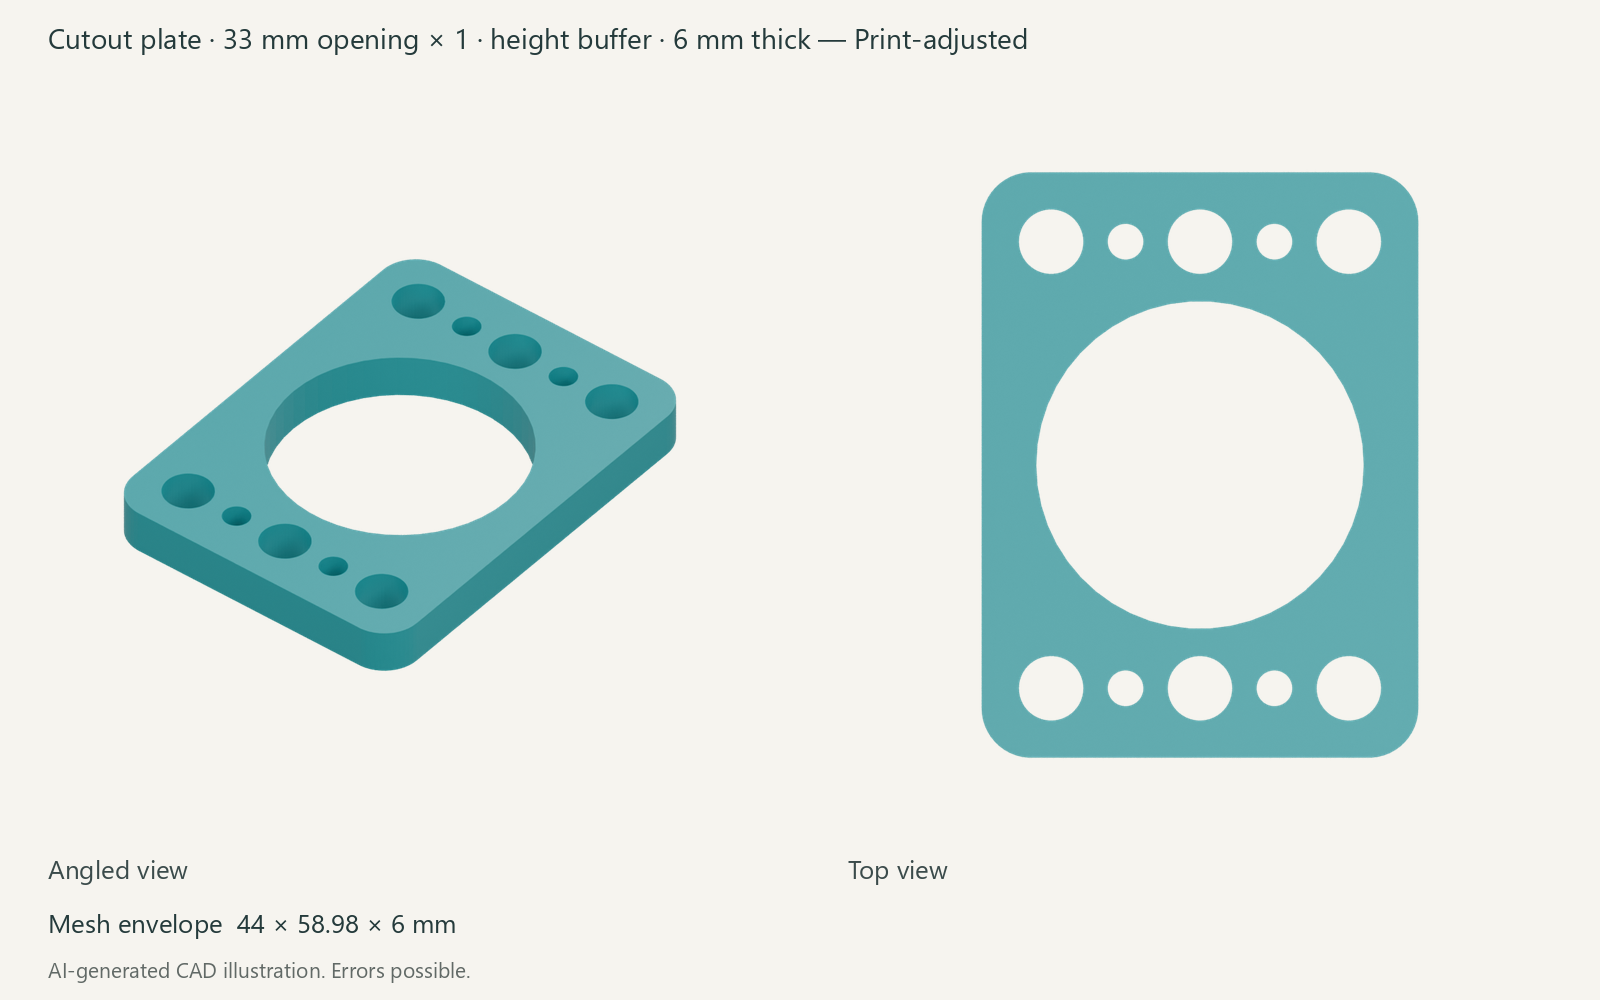 Cutout plate · 33 mm opening × 1 · height buffer · 6 mm thick — Print-adjusted
Angled view
Top view
Mesh envelope 44 × 58.98 × 6 mm
AI-generated CAD illustration. Errors possible.